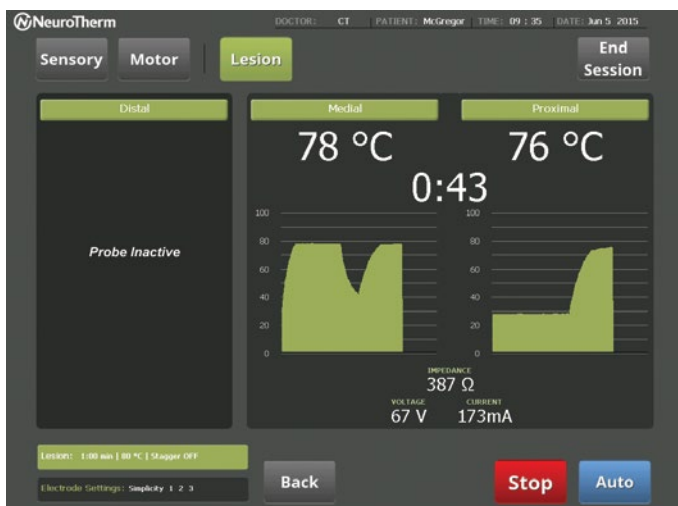 NeuroTherm
DOCTOR: CT PATIENT: McGregor TIME: 09 : 35 DATE: Jun 5 2015
Sensory Motor Lesion End Session
Distal Medial Proximal
78 °C 76 °C
0:43
Probe Inactive
100 100
80 80
60 60
40 40
20 20
0 0
IMPEDANCE
387 Ω
VOLTAGE CURRENT
67 V 173mA
Lesion: 1:00 min | 80 °C | Stagger OFF
Electrode Settings: Simplicity 1 2 3
Back Stop Auto